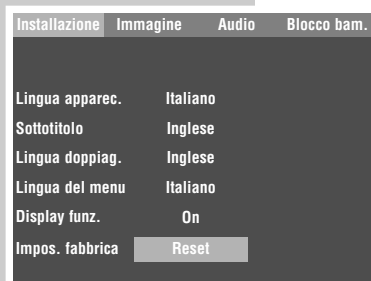 Installazione Immagine Audio Blocco bam.
Lingua apparec. Italiano
Sottotitolo Inglese
Lingua doppiag. Inglese
Lingua del menu Italiano
Display funz. On
Impos. fabbrica Reset